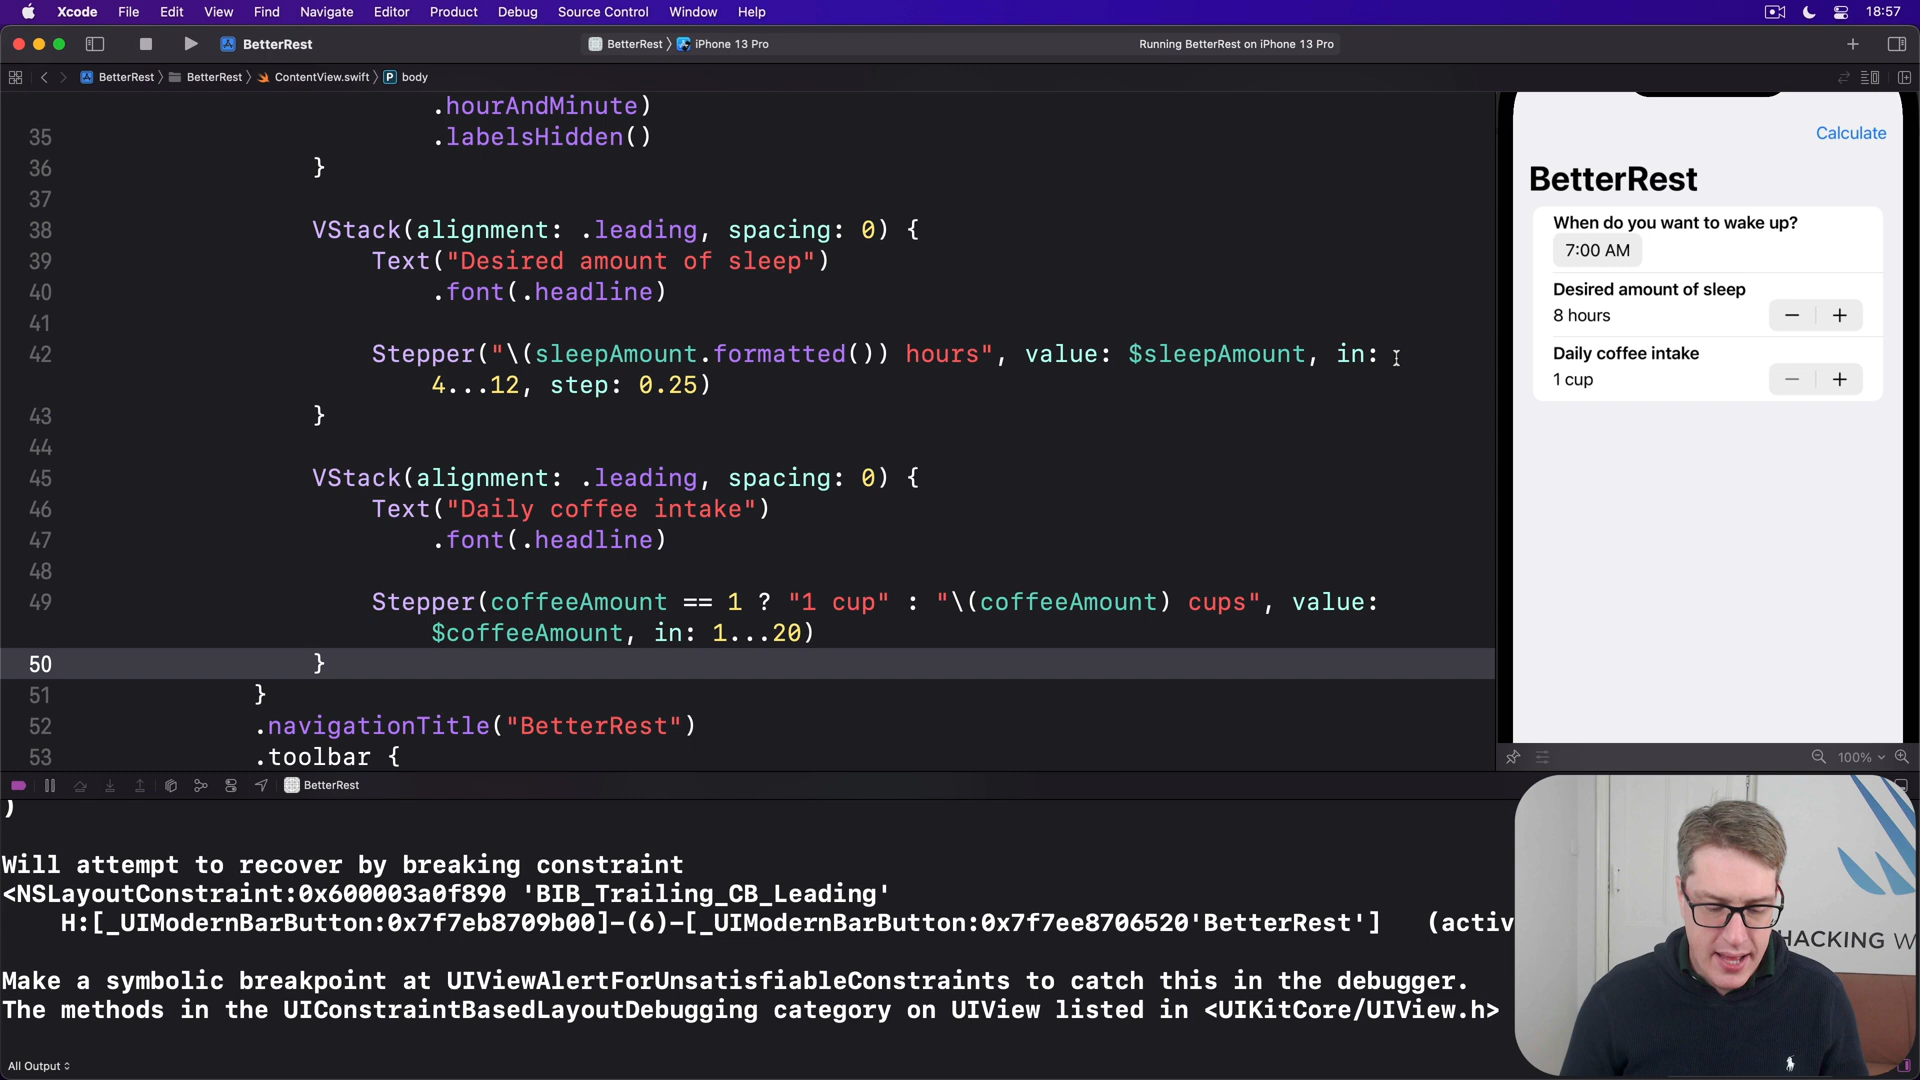 Xcode File Edit View Find Navigate Editor Product Debug Source Control Window Help 18:57
BetterRest BetterRest iPhone 13 Pro Running BetterRest on iPhone 13 Pro
BetterRest BetterRest ContentView.swift body
.hourAndMinute)
35 .labelsHidden()
36 }
37
38 VStack(alignment: .leading, spacing: 0) {
39 Text("Desired amount of sleep")
40 .font(.headline)
41
42 Stepper("\(sleepAmount.formatted()) hours", value: $sleepAmount, in:
4...12, step: 0.25)
43 }
44
45 VStack(alignment: .leading, spacing: 0) {
46 Text("Daily coffee intake")
47 .font(.headline)
48
49 Stepper(coffeeAmount == 1 ? "1 cup" : "\(coffeeAmount) cups", value:
$coffeeAmount, in: 1...20)
50 }
51 }
52 .navigationTitle("BetterRest")
53 .toolbar {
Calculate
BetterRest
When do you want to wake up?
7:00 AM
Desired amount of sleep
8 hours − +
Daily coffee intake
1 cup − +
100%
BetterRest
)
Will attempt to recover by breaking constraint
<NSLayoutConstraint:0x600003a0f890 'BIB_Trailing_CB_Leading'
H:[_UIModernBarButton:0x7f7eb8709b00]-(6)-[_UIModernBarButton:0x7f7ee8706520'BetterRest'] (activ
Make a symbolic breakpoint at UIViewAlertForUnsatisfiableConstraints to catch this in the debugger.
The methods in the UIConstraintBasedLayoutDebugging category on UIView listed in <UIKitCore/UIView.h>
All Output
HACKING W